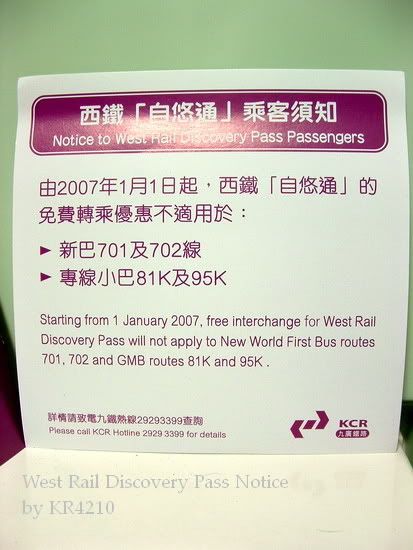 西鐵「自悠通」乘客須知
Notice to West Rail Discovery Pass Passengers
由2007年1月1日起，西鐵「自悠通」的
免費轉乘優惠不適用於：
► 新巴701及702線
► 專線小巴81K及95K
Starting from 1 January 2007, free interchange for West Rail
Discovery Pass will not apply to New World First Bus routes
701, 702 and GMB routes 81K and 95K .
詳情請致電九鐵熱線29293399查詢
Please call KCR Hotline 2929 3399 for details
KCR
九廣鐵路
West Rail Discovery Pass Notice
by KR4210